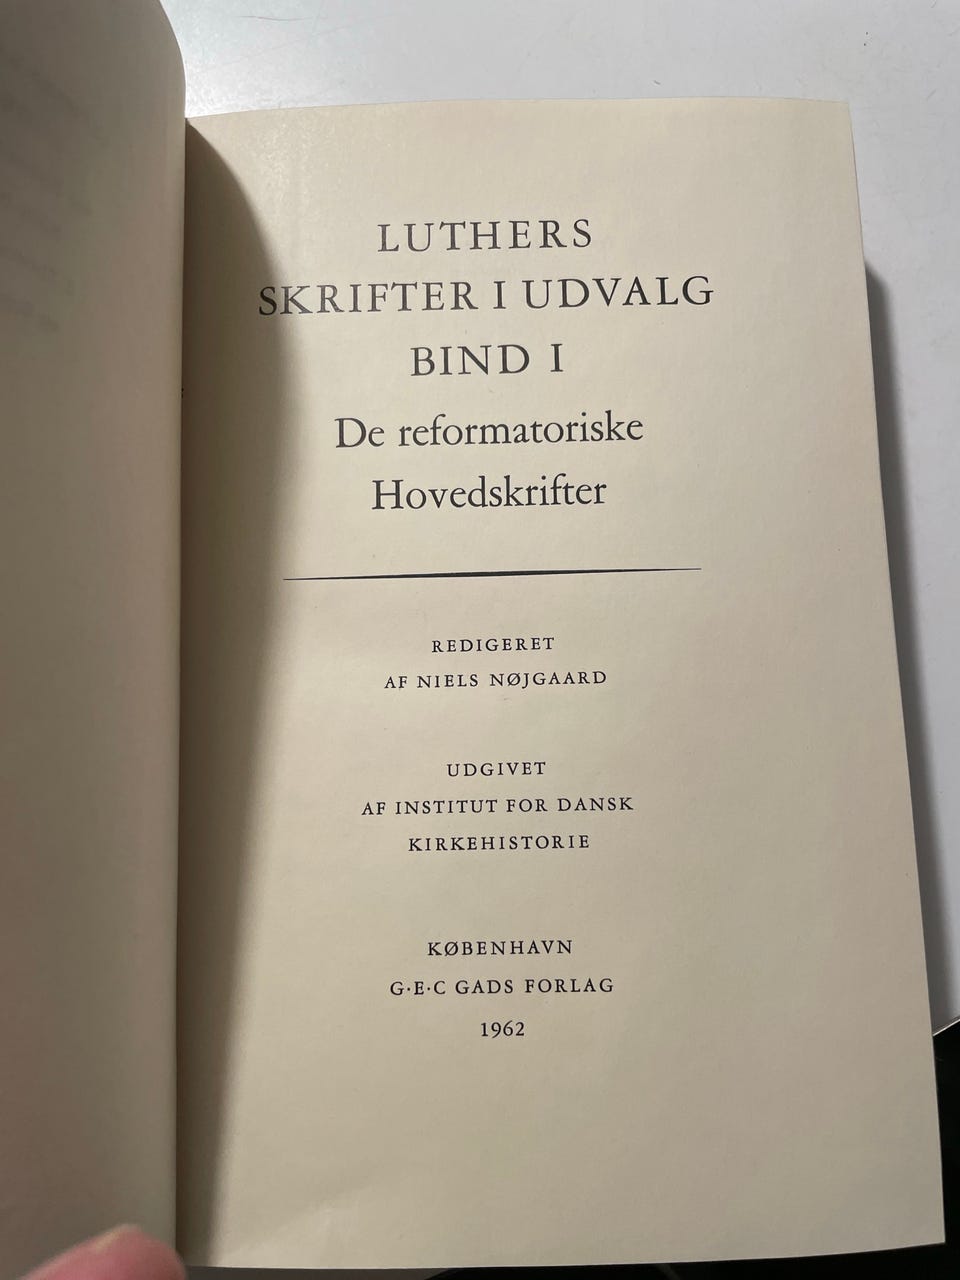 LUTHERS
SKRIFTER I UDVALG
BIND I
De reformatoriske
Hovedskrifter
REDIGERET
AF NIELS NØJGAARD
UDGIVET
AF INSTITUT FOR DANSK
KIRKEHISTORIE
KØBENHAVN
G·E·C GADS FORLAG
1962